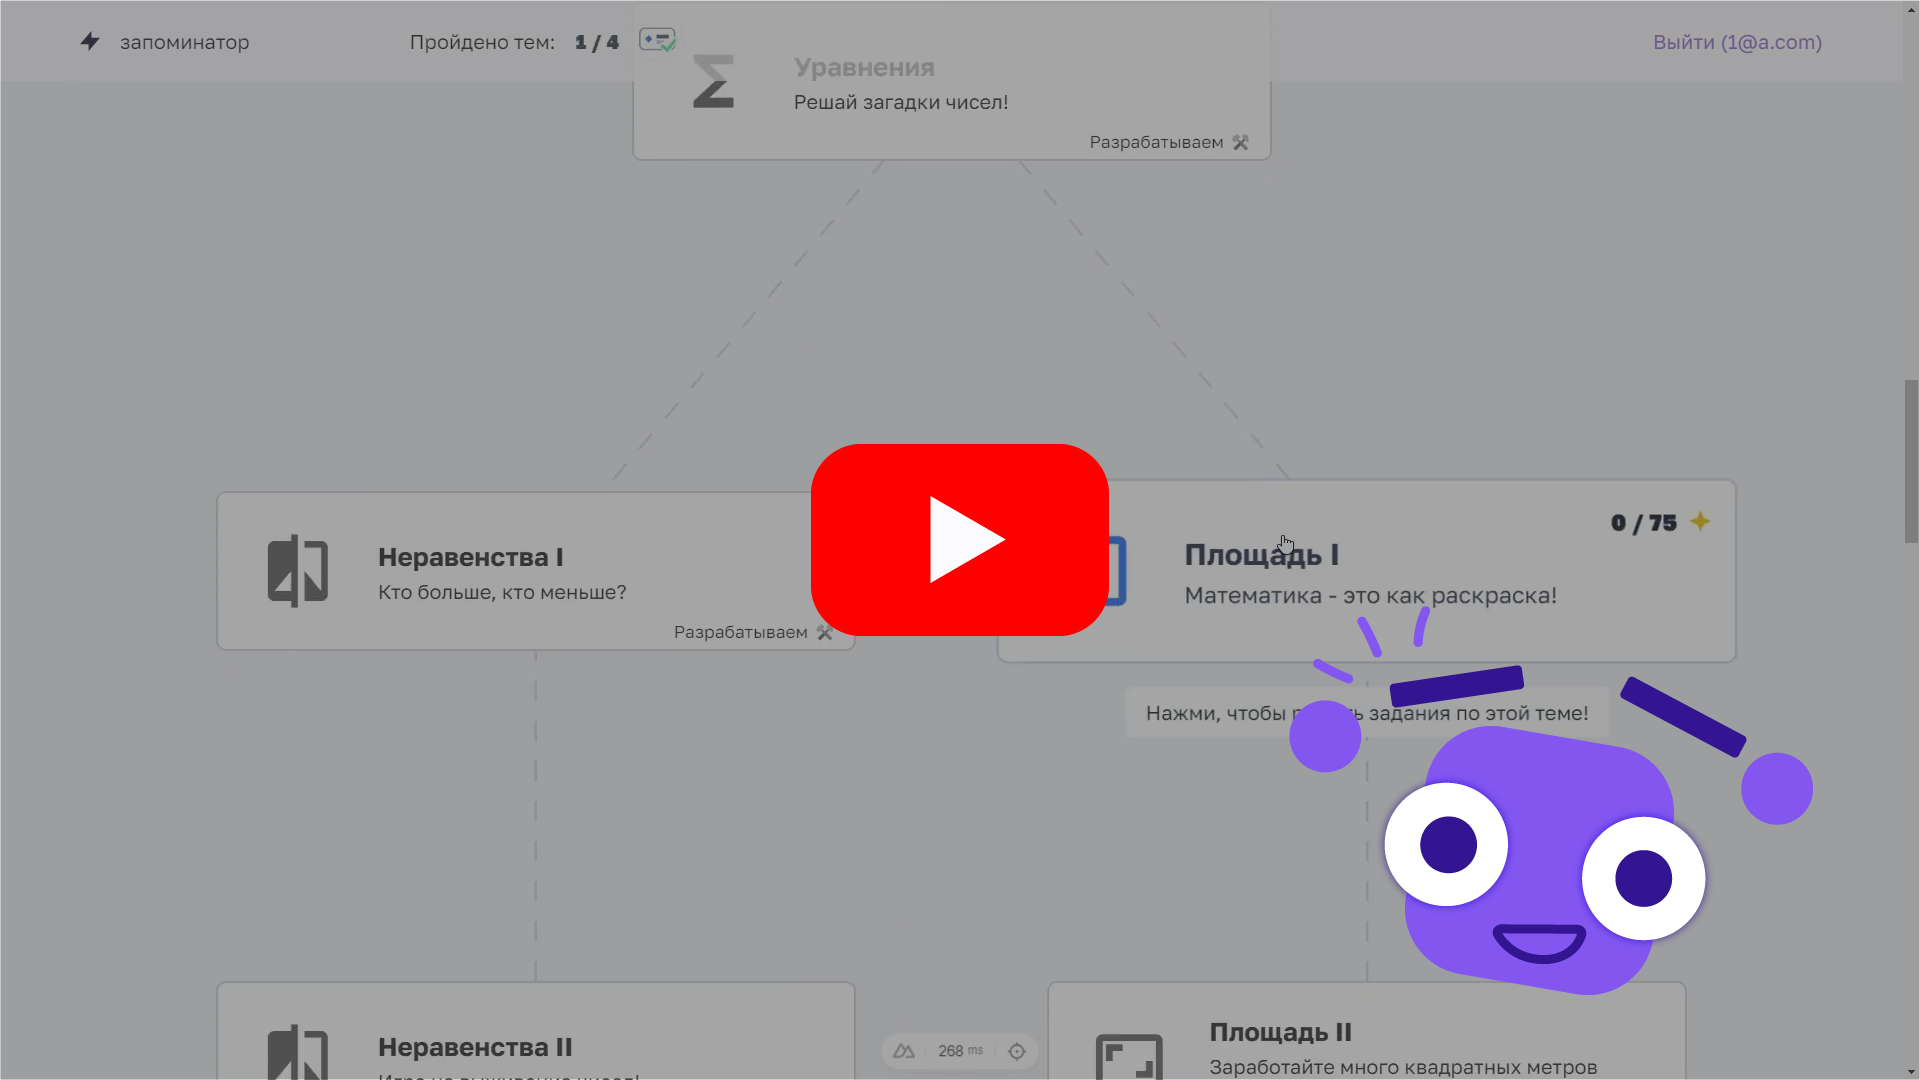 запоминатор
Пройдено тем: 1 / 4
Выйти (1@a.com)
Уравнения
Решай загадки чисел!
Разрабатываем
Неравенства I
Кто больше, кто меньше?
Разрабатываем
0 / 75
Площадь I
Математика - это как раскраска!
Нажми, чтобы задания по этой теме!
Неравенства II
268 ms
Площадь II
Заработайте много квадратных метров